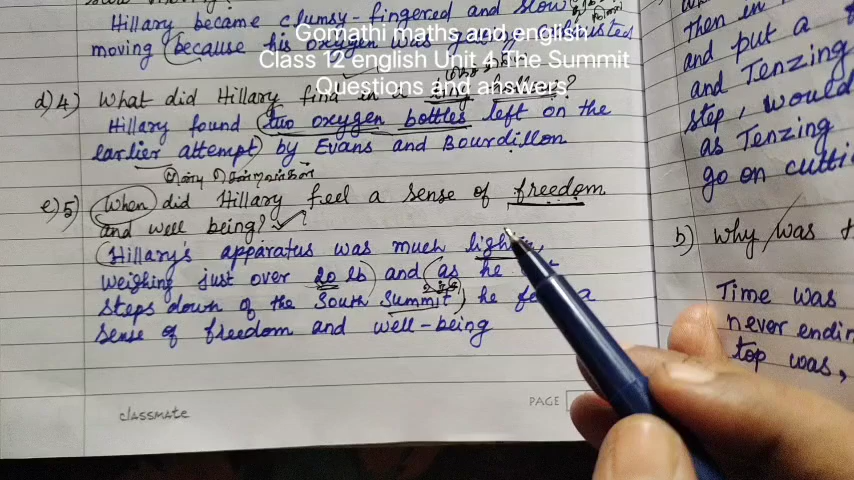 Hillary became clumsy-fingered and slow
moving because his oxygen was
Gomathi maths and english
Class 12 english Unit 4 The Summit
Questions and answers
d) 4) What did Hillary find in
Hillary found two oxygen bottles left on the
earlier attempt by Evans and Bourdillon
e) 5) When did Hillary feel a sense of freedom
and well being?
Hillary's apparatus was much
weighing just over 20 lb and as he
steps down of the South Summit, he
sense of freedom and well-being
classmate
PAGE
then in
and put a
and Tenzing
step, would
as Tenzing
go on cutti
b) Why was
Time was
never endin
top was,